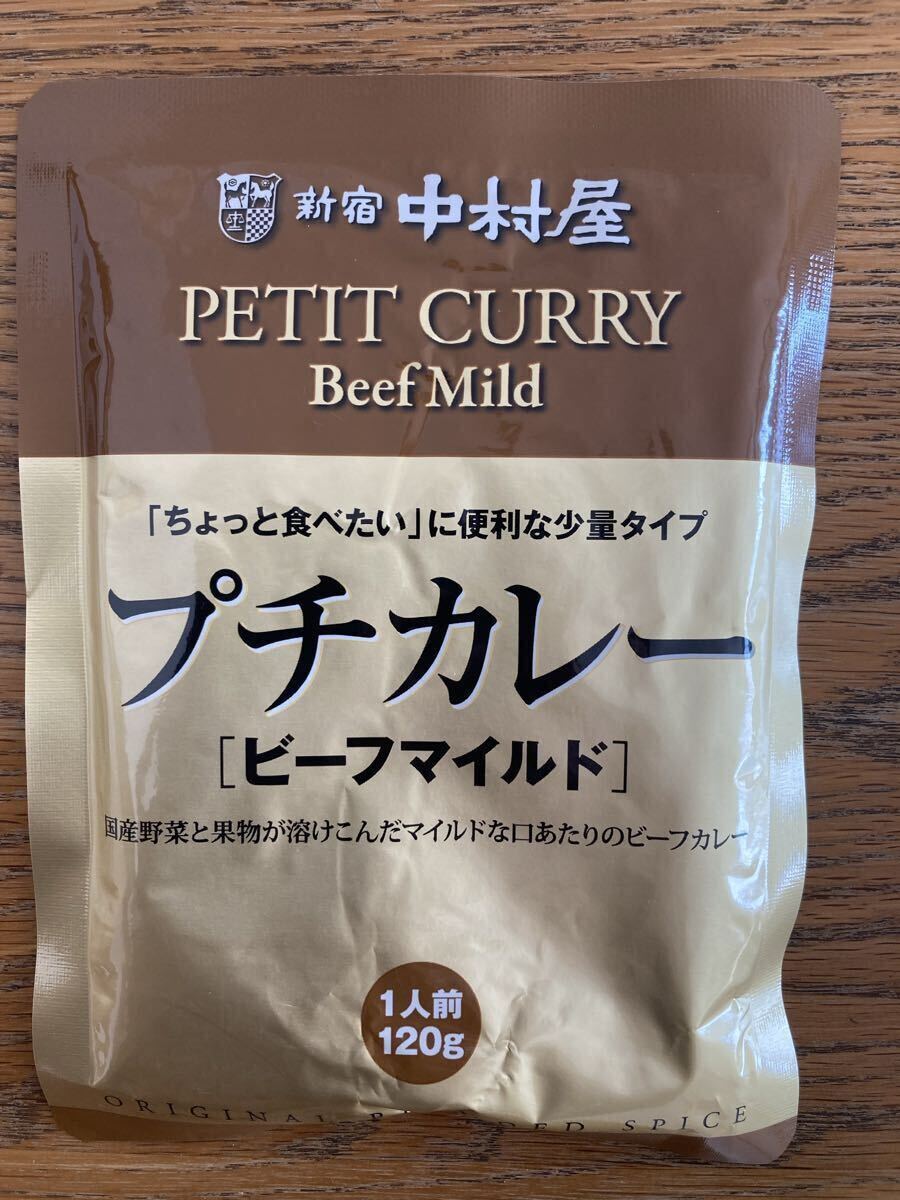 新宿 中村屋
PETIT CURRY
Beef Mild
「ちょっと食べたい」に便利な少量タイプ
プチカレー
[ビーフマイルド]
国産野菜と果物が溶けこんだマイルドな口あたりのビーフカレー
1人前
120g
ORIGINAL SPICE